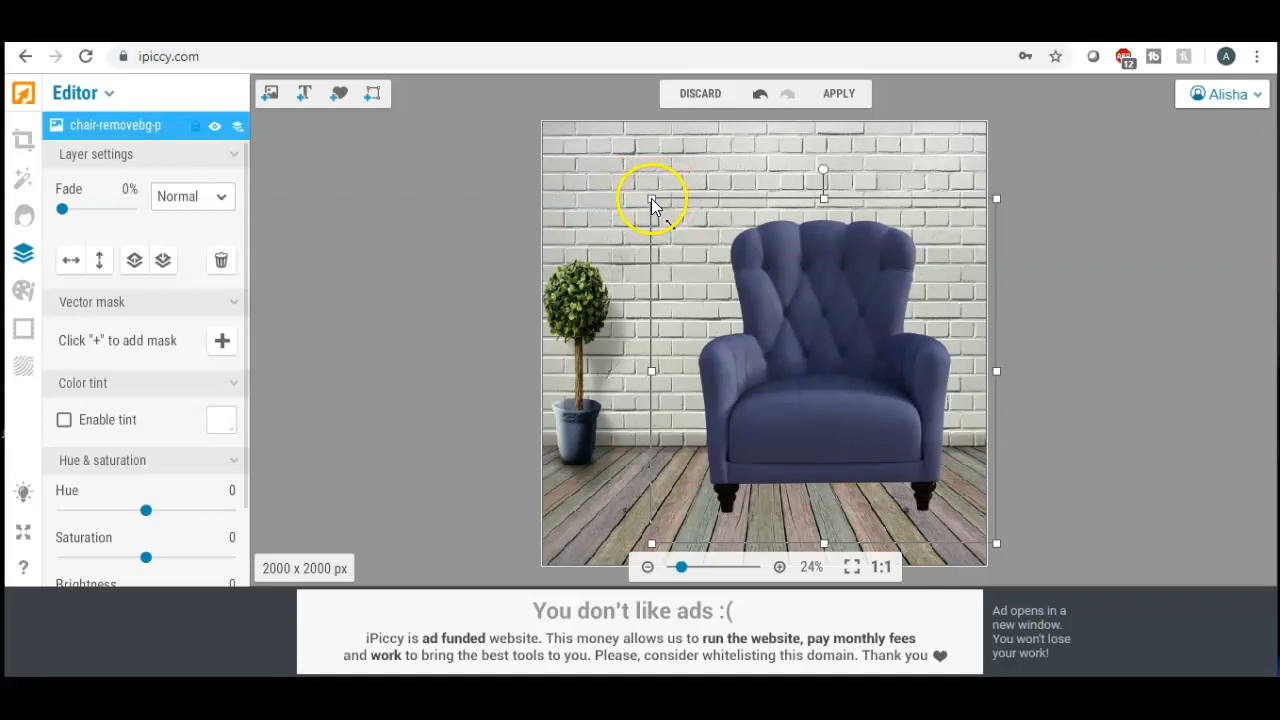 ipiccy.com
12
A
Editor
DISCARD
APPLY
Alisha
chair-removebg-p
Layer settings
Fade 0%
Normal
Vector mask
Click "+" to add mask
Color tint
Enable tint
Hue & saturation
Hue 0
Saturation 0
Brightness 0
2000 x 2000 px
24%
1:1
You don't like ads :(
iPiccy is ad funded website. This money allows us to run the website, pay monthly fees
and work to bring the best tools to you. Please, consider whitelisting this domain. Thank you
Ad opens in a
new window.
You won't lose
your work!